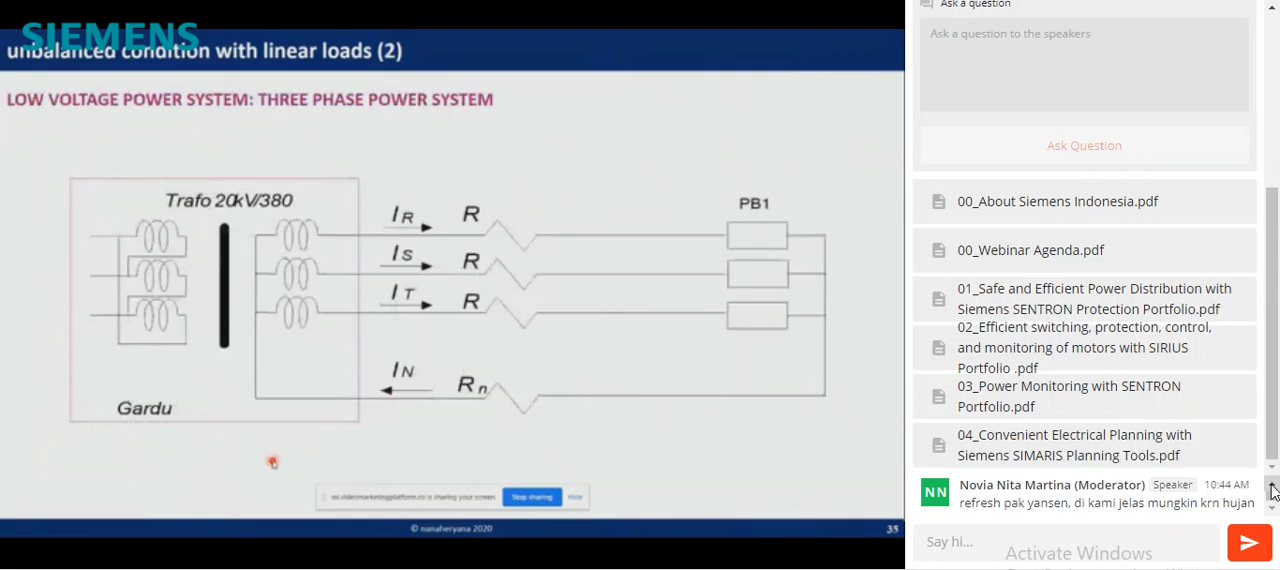 SIEMENS
unbalanced condition with linear loads (2)
LOW VOLTAGE POWER SYSTEM: THREE PHASE POWER SYSTEM
Trafo 20kV/380
PB1
I R R
I S R
I T R
I N R n
Gardu
ssi.videomarketingplatform.co is sharing your screen. Stop sharing Hide
© nanaheryana 2020
35
Ask a question
Ask a question to the speakers
Ask Question
00_About Siemens Indonesia.pdf
00_Webinar Agenda.pdf
01_Safe and Efficient Power Distribution with
Siemens SENTRON Protection Portfolio.pdf
02_Efficient switching, protection, control,
and monitoring of motors with SIRIUS
Portfolio .pdf
03_Power Monitoring with SENTRON
Portfolio.pdf
04_Convenient Electrical Planning with
Siemens SIMARIS Planning Tools.pdf
NN Novia Nita Martina (Moderator) Speaker 10:44 AM
refresh pak yansen, di kami jelas mungkin krn hujan
Say hi...
Activate Windows